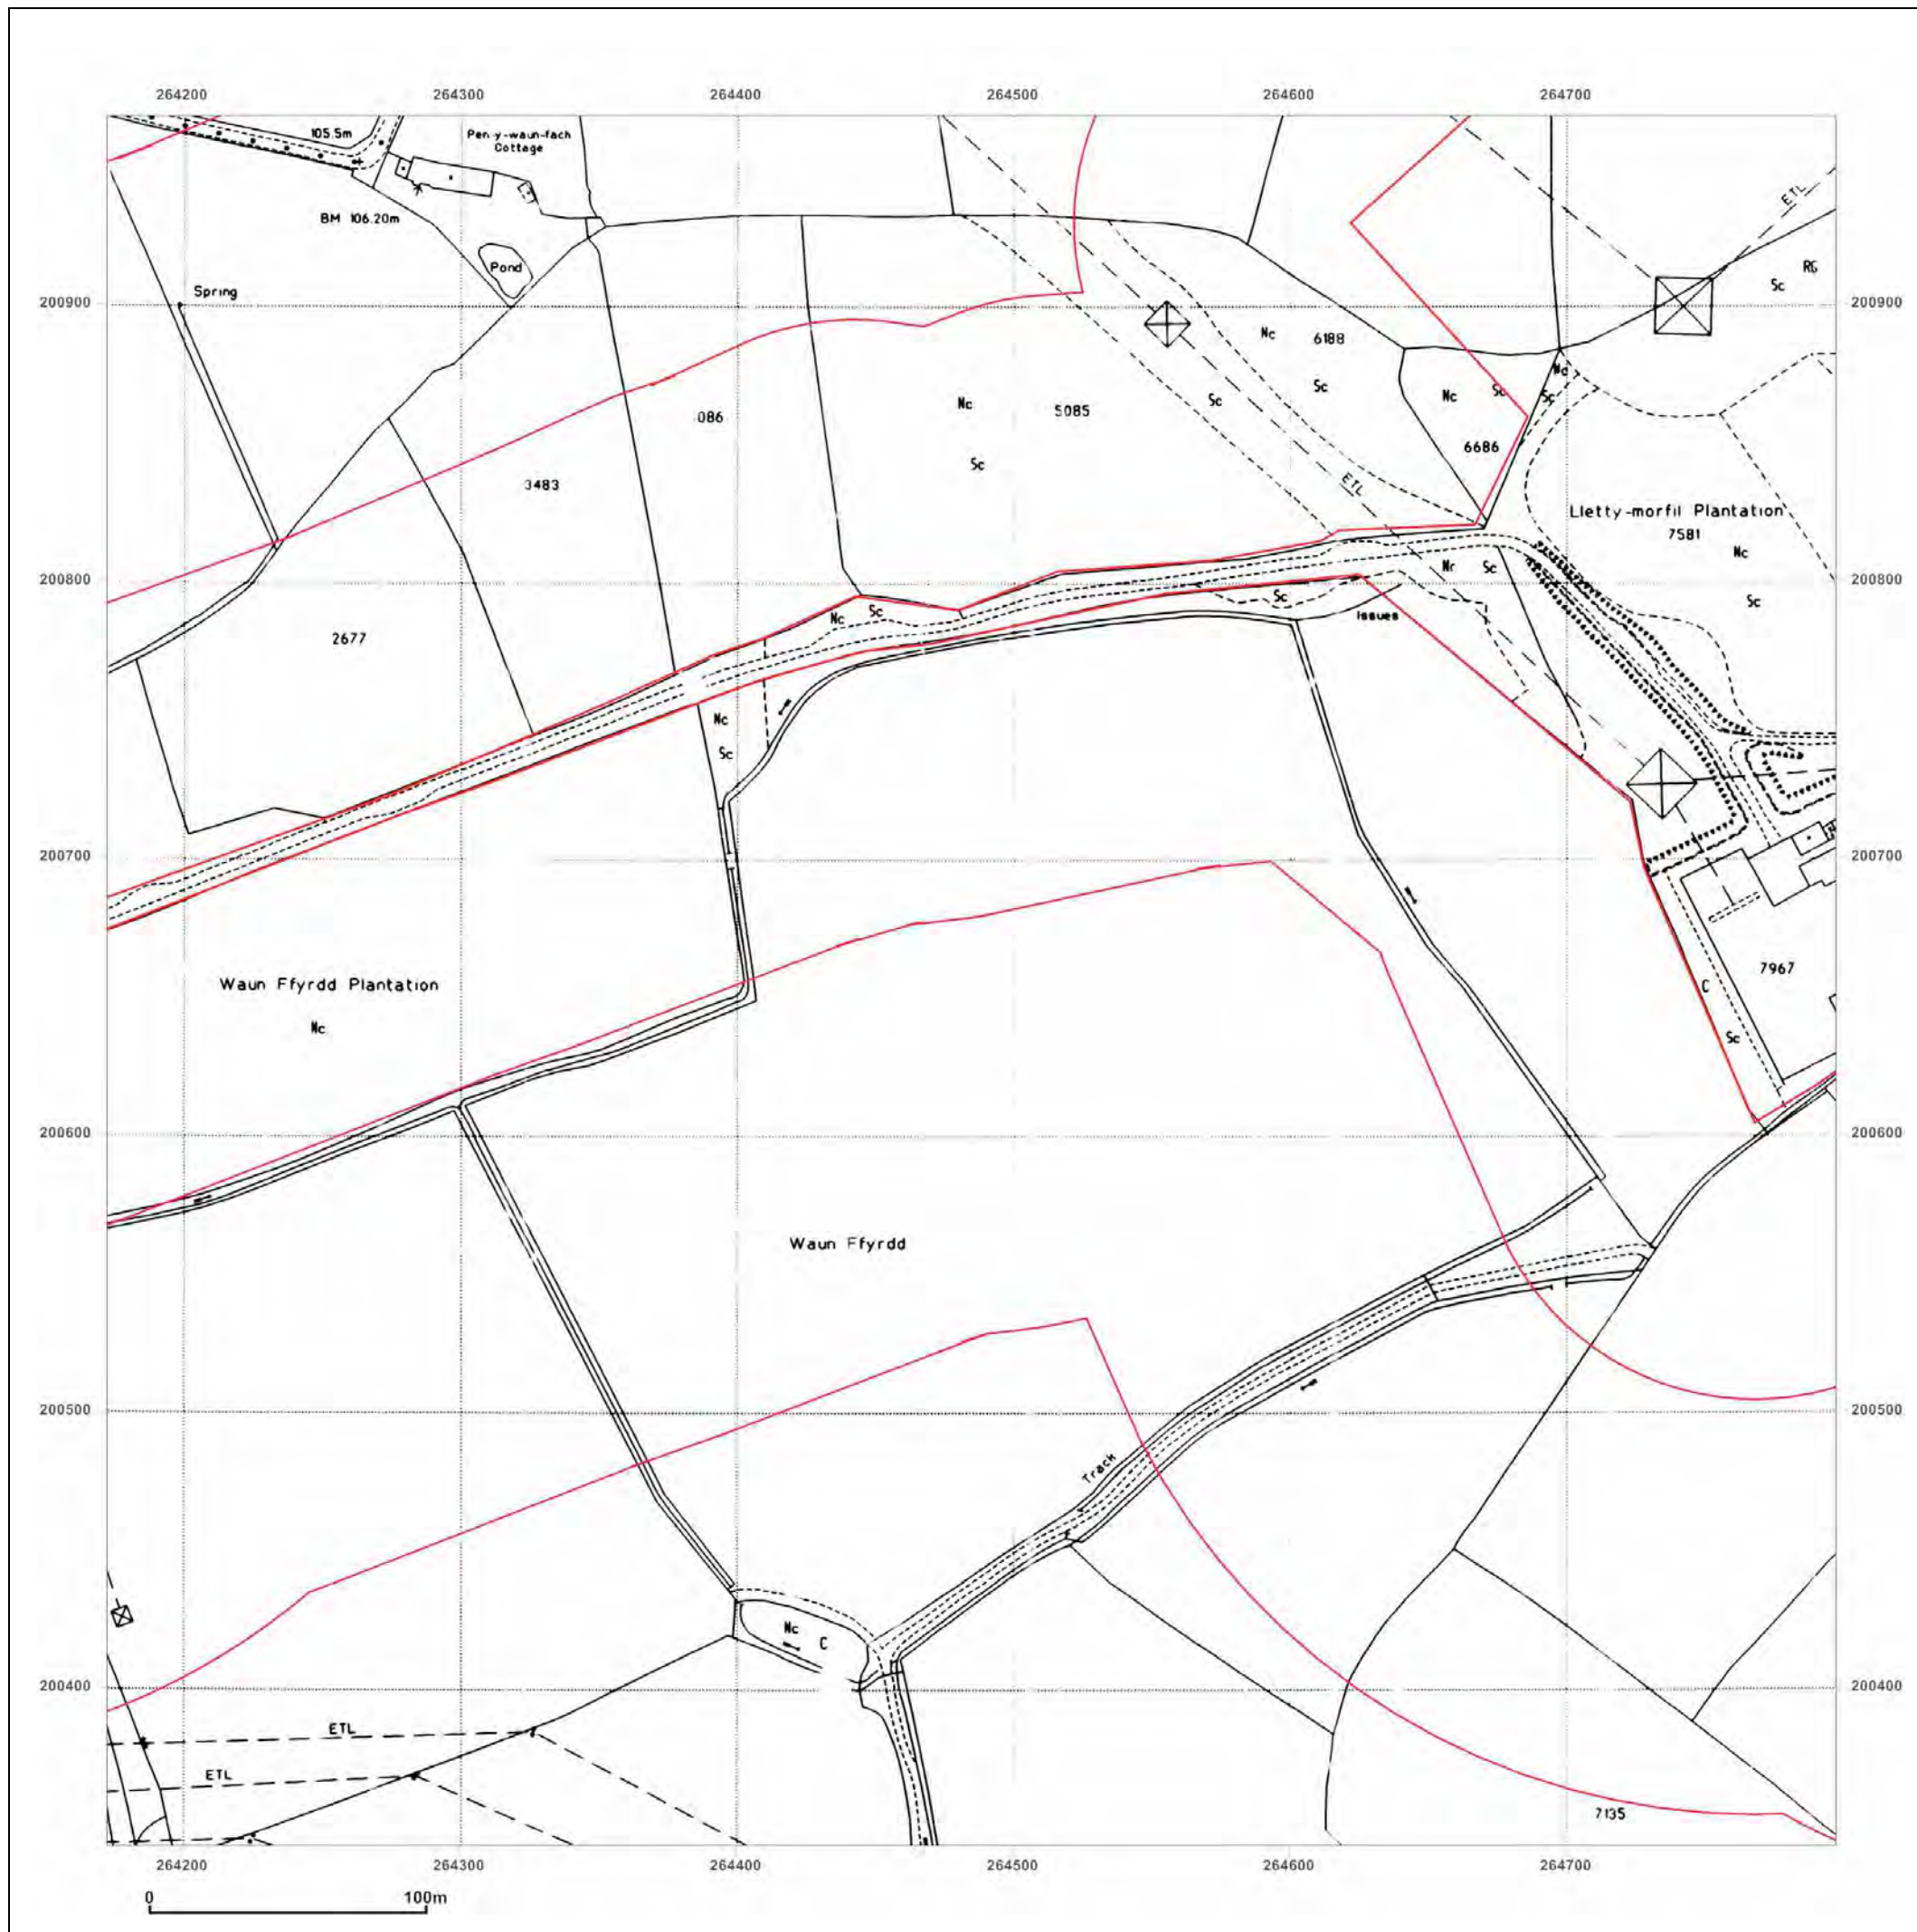 264200 264300 264400 264500 264600 264700
105.5m
Pen-y-waun-fach
Cottage
BM 106.20m
ETL
Pond
RG
Sc
Spring
200900
200900
Nc
6188
Nc
Sc
Nc
Sc
Sc
Nc
Sc
Sc
086
5085
6686
Sc
3483
ETL
Lletty-morfil Plantation
7581
Nc
Nc
Sc
200800
200800
Sc
Sc
Sc
Nc
Issues
2677
Nc
Sc
200700
200700
7967
Waun Ffyrdd Plantation
C
Nc
Sc
200600
200600
Waun Ffyrdd
200500
200500
Track
Nc
C
200400
200400
ETL
ETL
7135
264200 264300 264400 264500 264600 264700
0 100m